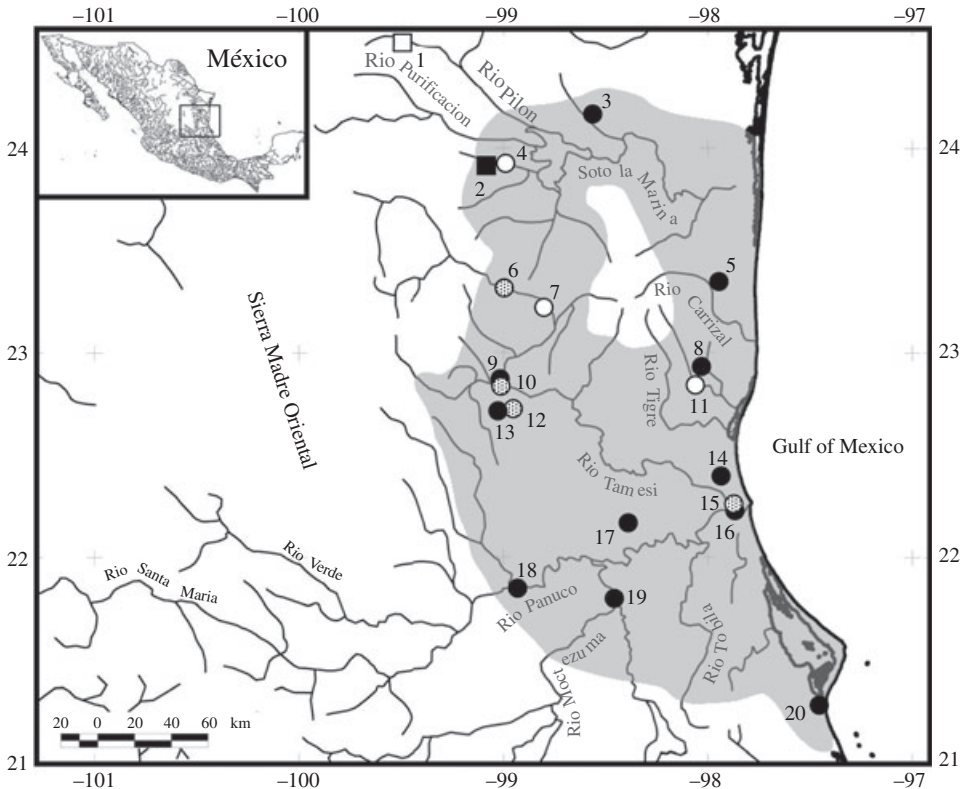 –101 –100 –99 –98 –97
México
1
Rio Purificacion
Rio Pilon
3
24
24
4
2
Soto la Marina
6
5
7
Rio Carrizal
Sierra Madre Oriental
23
23
8
9
10
Rio Tigre
11
12
13
Gulf of Mexico
14
Rio Tamesi
15
16
17
22
22
18
Rio Verde
Rio Santa Maria
Rio Panuco
19
Rio Moctezuma
Rio Tobila
20
20 0 20 40 60 km
21
21
–101 –100 –99 –98 –97